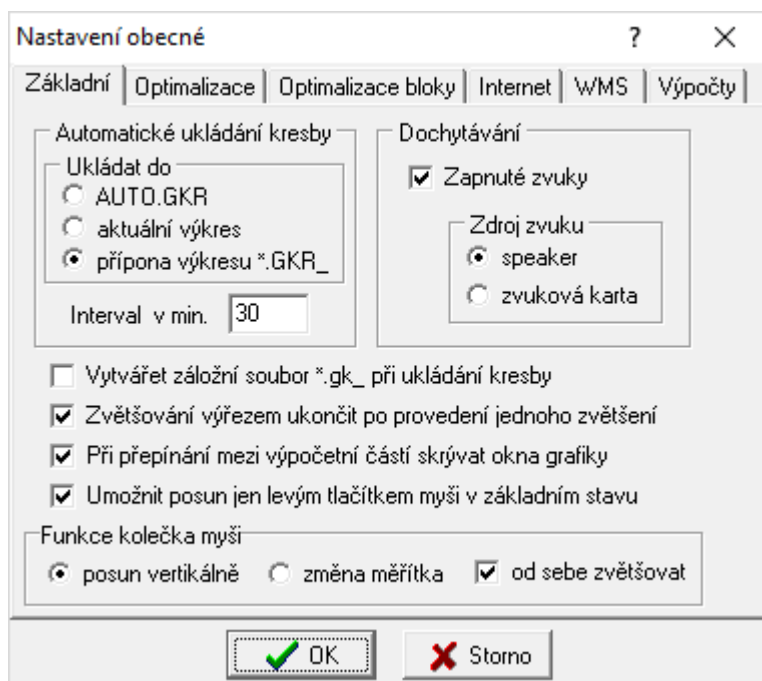 Nastavení obecné ?
Základní Optimalizace Optimalizace bloky Internet WMS Výpočty
Automatické ukládání kresby
Ukládat do
AUTO.GKR
aktuální výkres
přípona výkresu *.GKR_
Interval v min. 30
Dochytávání
Zapnuté zvuky
Zdroj zvuku
speaker
zvuková karta
Vytvářet záložní soubor *.gk_ při ukládání kresby
Zvětšování výřezem ukončit po provedení jednoho zvětšení
Při přepínání mezi výpočetní částí skrývat okna grafiky
Umožnit posun jen levým tlačítkem myši v základním stavu
Funkce kolečka myši
posun vertikálně změna měřítka od sebe zvětšovat
OK Storno